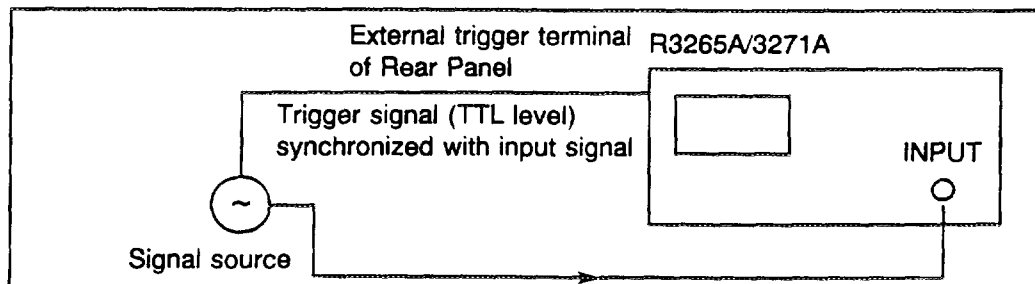 External trigger terminal
of Rear Panel
R3265A/3271A
Trigger signal (TTL level)
synchronized with input signal
INPUT
~
Signal source